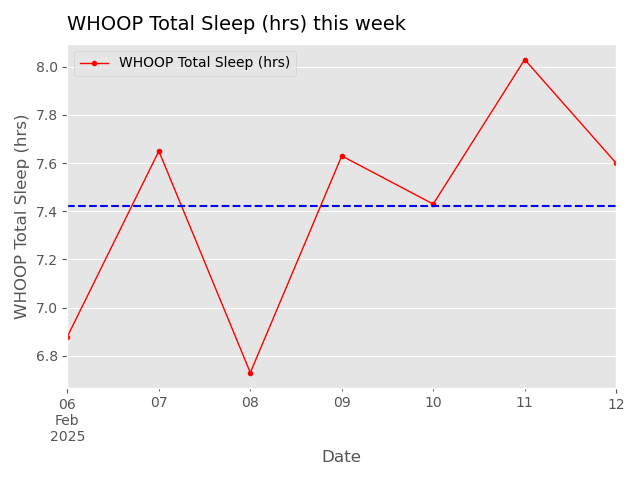 WHOOP Total Sleep (hrs) this week
WHOOP Total Sleep (hrs)
WHOOP Total Sleep (hrs)
8.0
7.8
7.6
7.4
7.2
7.0
6.8
06 07 08 09 10 11 12
Feb
2025
Date